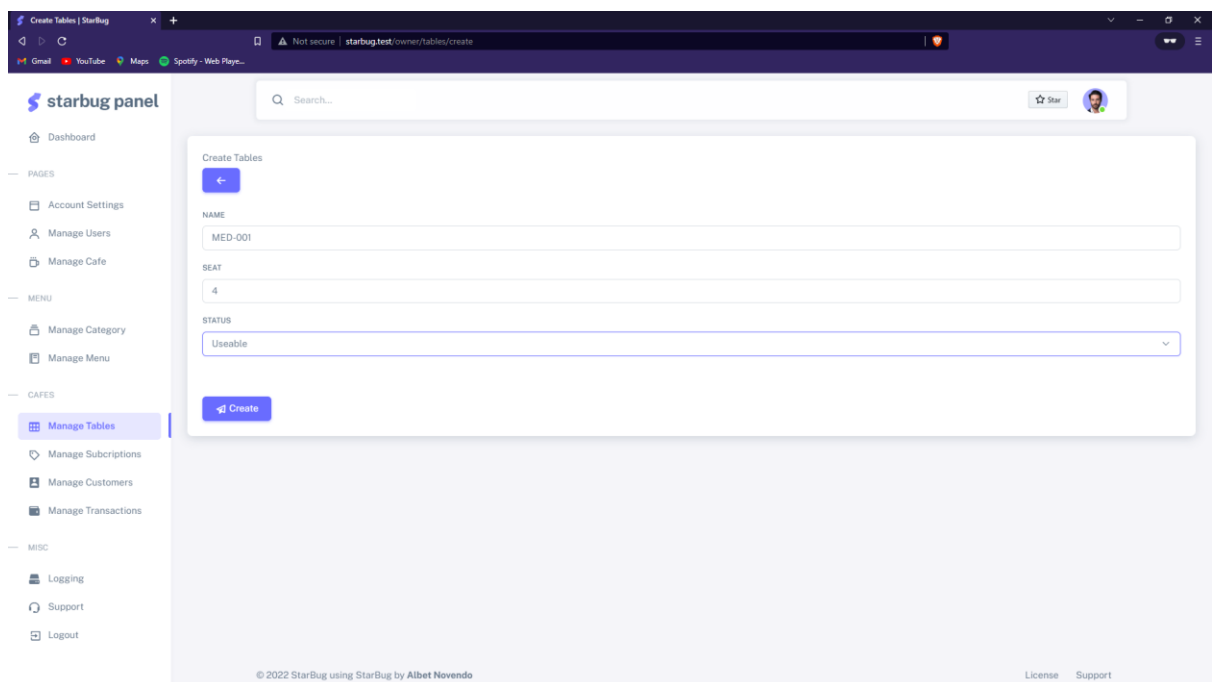 Create Tables | StarBug
Not secure | starbug.test/owner/tables/create
Gmail YouTube Maps Spotify - Web Playe...
starbug panel
Search...
Star
Dashboard
PAGES
Account Settings
Manage Users
Manage Cafe
MENU
Manage Category
Manage Menu
CAFES
Manage Tables
Manage Subcriptions
Manage Customers
Manage Transactions
MISC
Logging
Support
Logout
Create Tables
NAME
MED-001
SEAT
4
STATUS
Useable
Create
© 2022 StarBug using StarBug by Albet Novendo
License Support